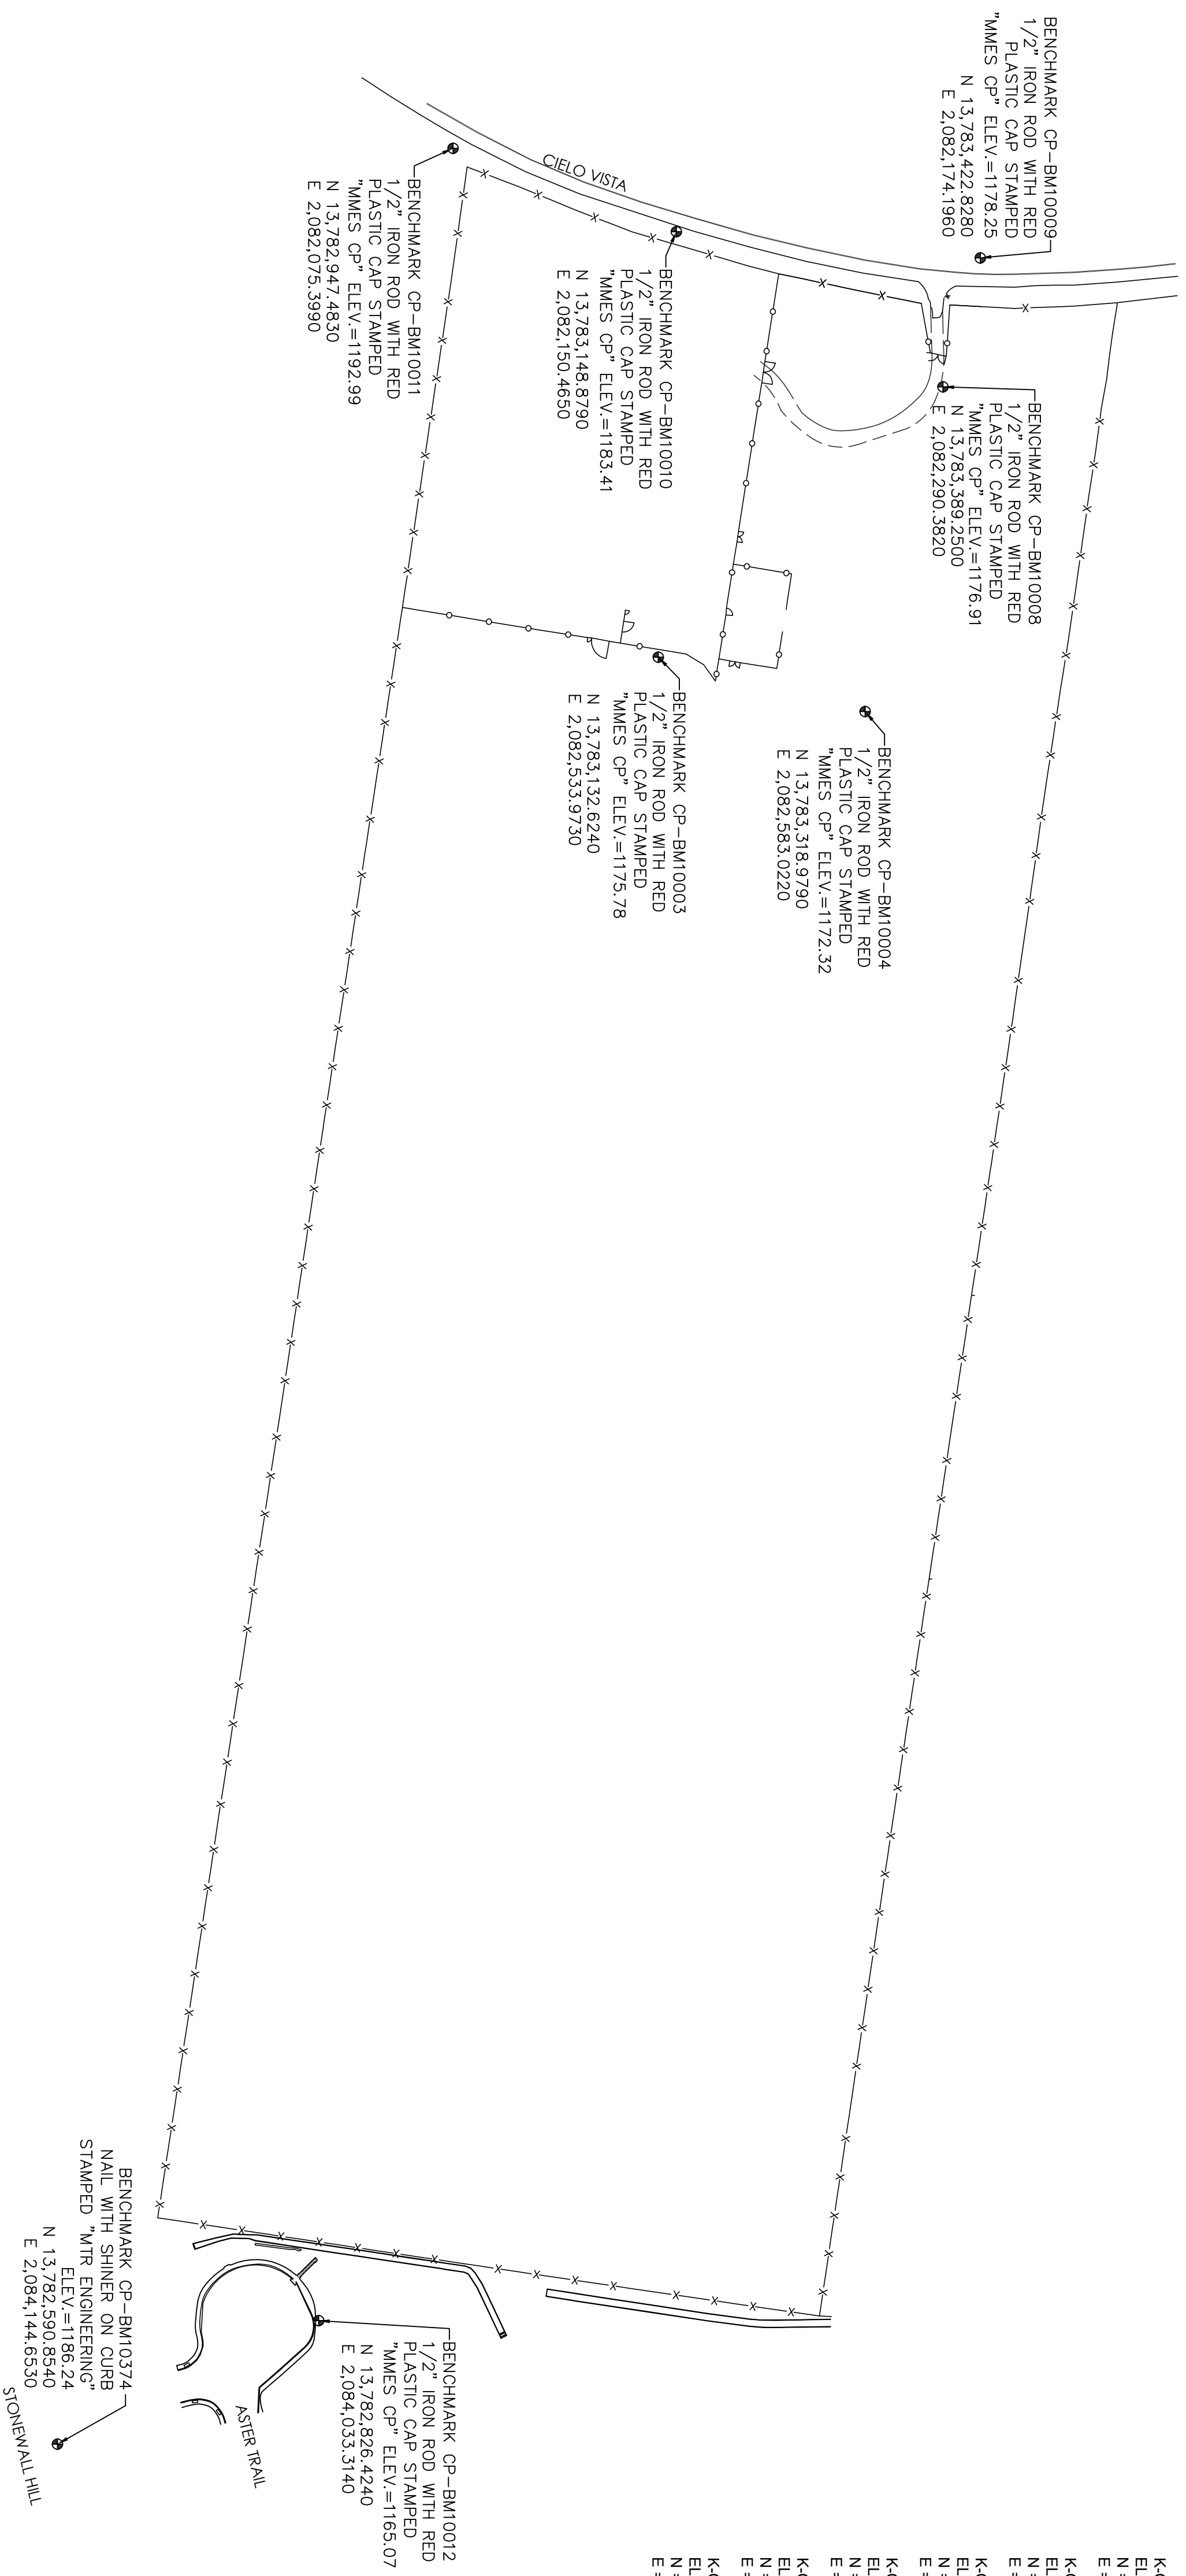 BENCHMARK CP-BM10009
1/2" IRON ROD WITH RED
PLASTIC CAP STAMPED
"MMES CP" ELEV.=1178.25
N 13,783,422.8280
E 2,082,174.1960
BENCHMARK CP-BM10008
1/2" IRON ROD WITH RED
PLASTIC CAP STAMPED
"MMES CP" ELEV.=1176.91
N 13,783,389.2500
E 2,082,290.3820
BENCHMARK CP-BM10004
1/2" IRON ROD WITH RED
PLASTIC CAP STAMPED
"MMES CP" ELEV.=1172.32
N 13,783,318.9790
E 2,082,583.0220
CIELO VISTA
BENCHMARK CP-BM10010
1/2" IRON ROD WITH RED
PLASTIC CAP STAMPED
"MMES CP" ELEV.=1183.41
N 13,783,148.8790
E 2,082,150.4650
BENCHMARK CP-BM10003
1/2" IRON ROD WITH RED
PLASTIC CAP STAMPED
"MMES CP" ELEV.=1175.78
N 13,783,132.6240
E 2,082,533.9730
BENCHMARK CP-BM10011
1/2" IRON ROD WITH RED
PLASTIC CAP STAMPED
"MMES CP" ELEV.=1192.99
N 13,782,947.4830
E 2,082,075.3990
BENCHMARK CP-BM10012
1/2" IRON ROD WITH RED
PLASTIC CAP STAMPED
"MMES CP" ELEV.=1165.07
N 13,782,826.4240
E 2,084,033.3140
ASTER TRAIL
BENCHMARK CP-BM10374
NAIL WITH SHINER ON CURB
STAMPED "MTR ENGINEERING"
ELEV.=1186.24
N 13,782,590.8540
E 2,084,144.6530
STONEWALL HILL